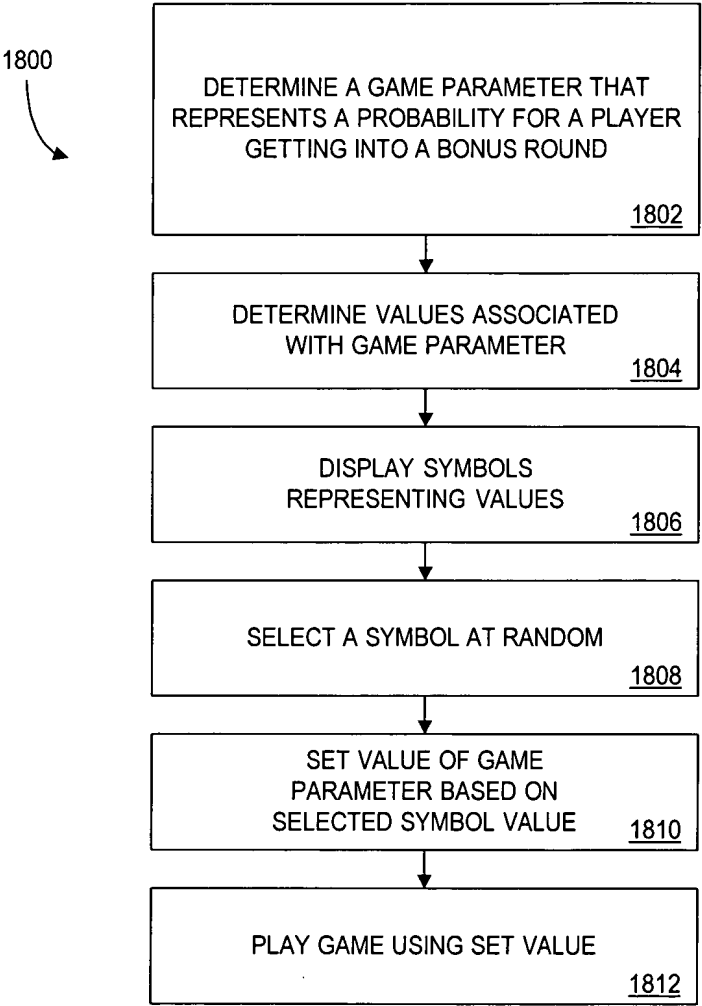 1800
DETERMINE A GAME PARAMETER THAT
REPRESENTS A PROBABILITY FOR A PLAYER
GETTING INTO A BONUS ROUND
1802
DETERMINE VALUES ASSOCIATED
WITH GAME PARAMETER
1804
DISPLAY SYMBOLS
REPRESENTING VALUES
1806
SELECT A SYMBOL AT RANDOM
1808
SET VALUE OF GAME
PARAMETER BASED ON
SELECTED SYMBOL VALUE
1810
PLAY GAME USING SET VALUE
1812